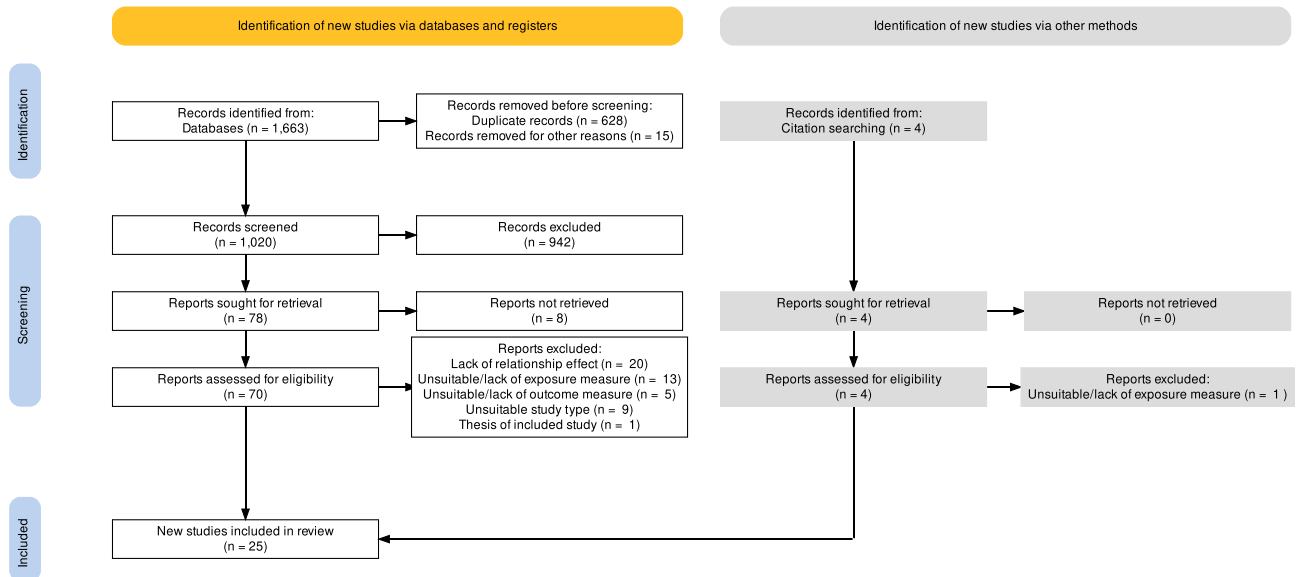 Identification of new studies via databases and registers
Identification of new studies via other methods
Identification
Records identified from:
Databases (n = 1,663)
Records removed before screening:
Duplicate records (n = 628)
Records removed for other reasons (n = 15)
Records identified from:
Citation searching (n = 4)
Screening
Records screened
(n = 1,020)
Records excluded
(n = 942)
Reports sought for retrieval
(n = 78)
Reports not retrieved
(n = 8)
Reports sought for retrieval
(n = 4)
Reports not retrieved
(n = 0)
Reports assessed for eligibility
(n = 70)
Reports excluded:
Lack of relationship effect (n =  20)
Unsuitable/lack of exposure measure (n =  13)
Unsuitable/lack of outcome measure (n =  5)
Unsuitable study type (n =  9)
Thesis of included study (n =  1)
Reports assessed for eligibility
(n = 4)
Reports excluded:
Unsuitable/lack of exposure measure (n =  1 )
Included
New studies included in review
(n = 25)